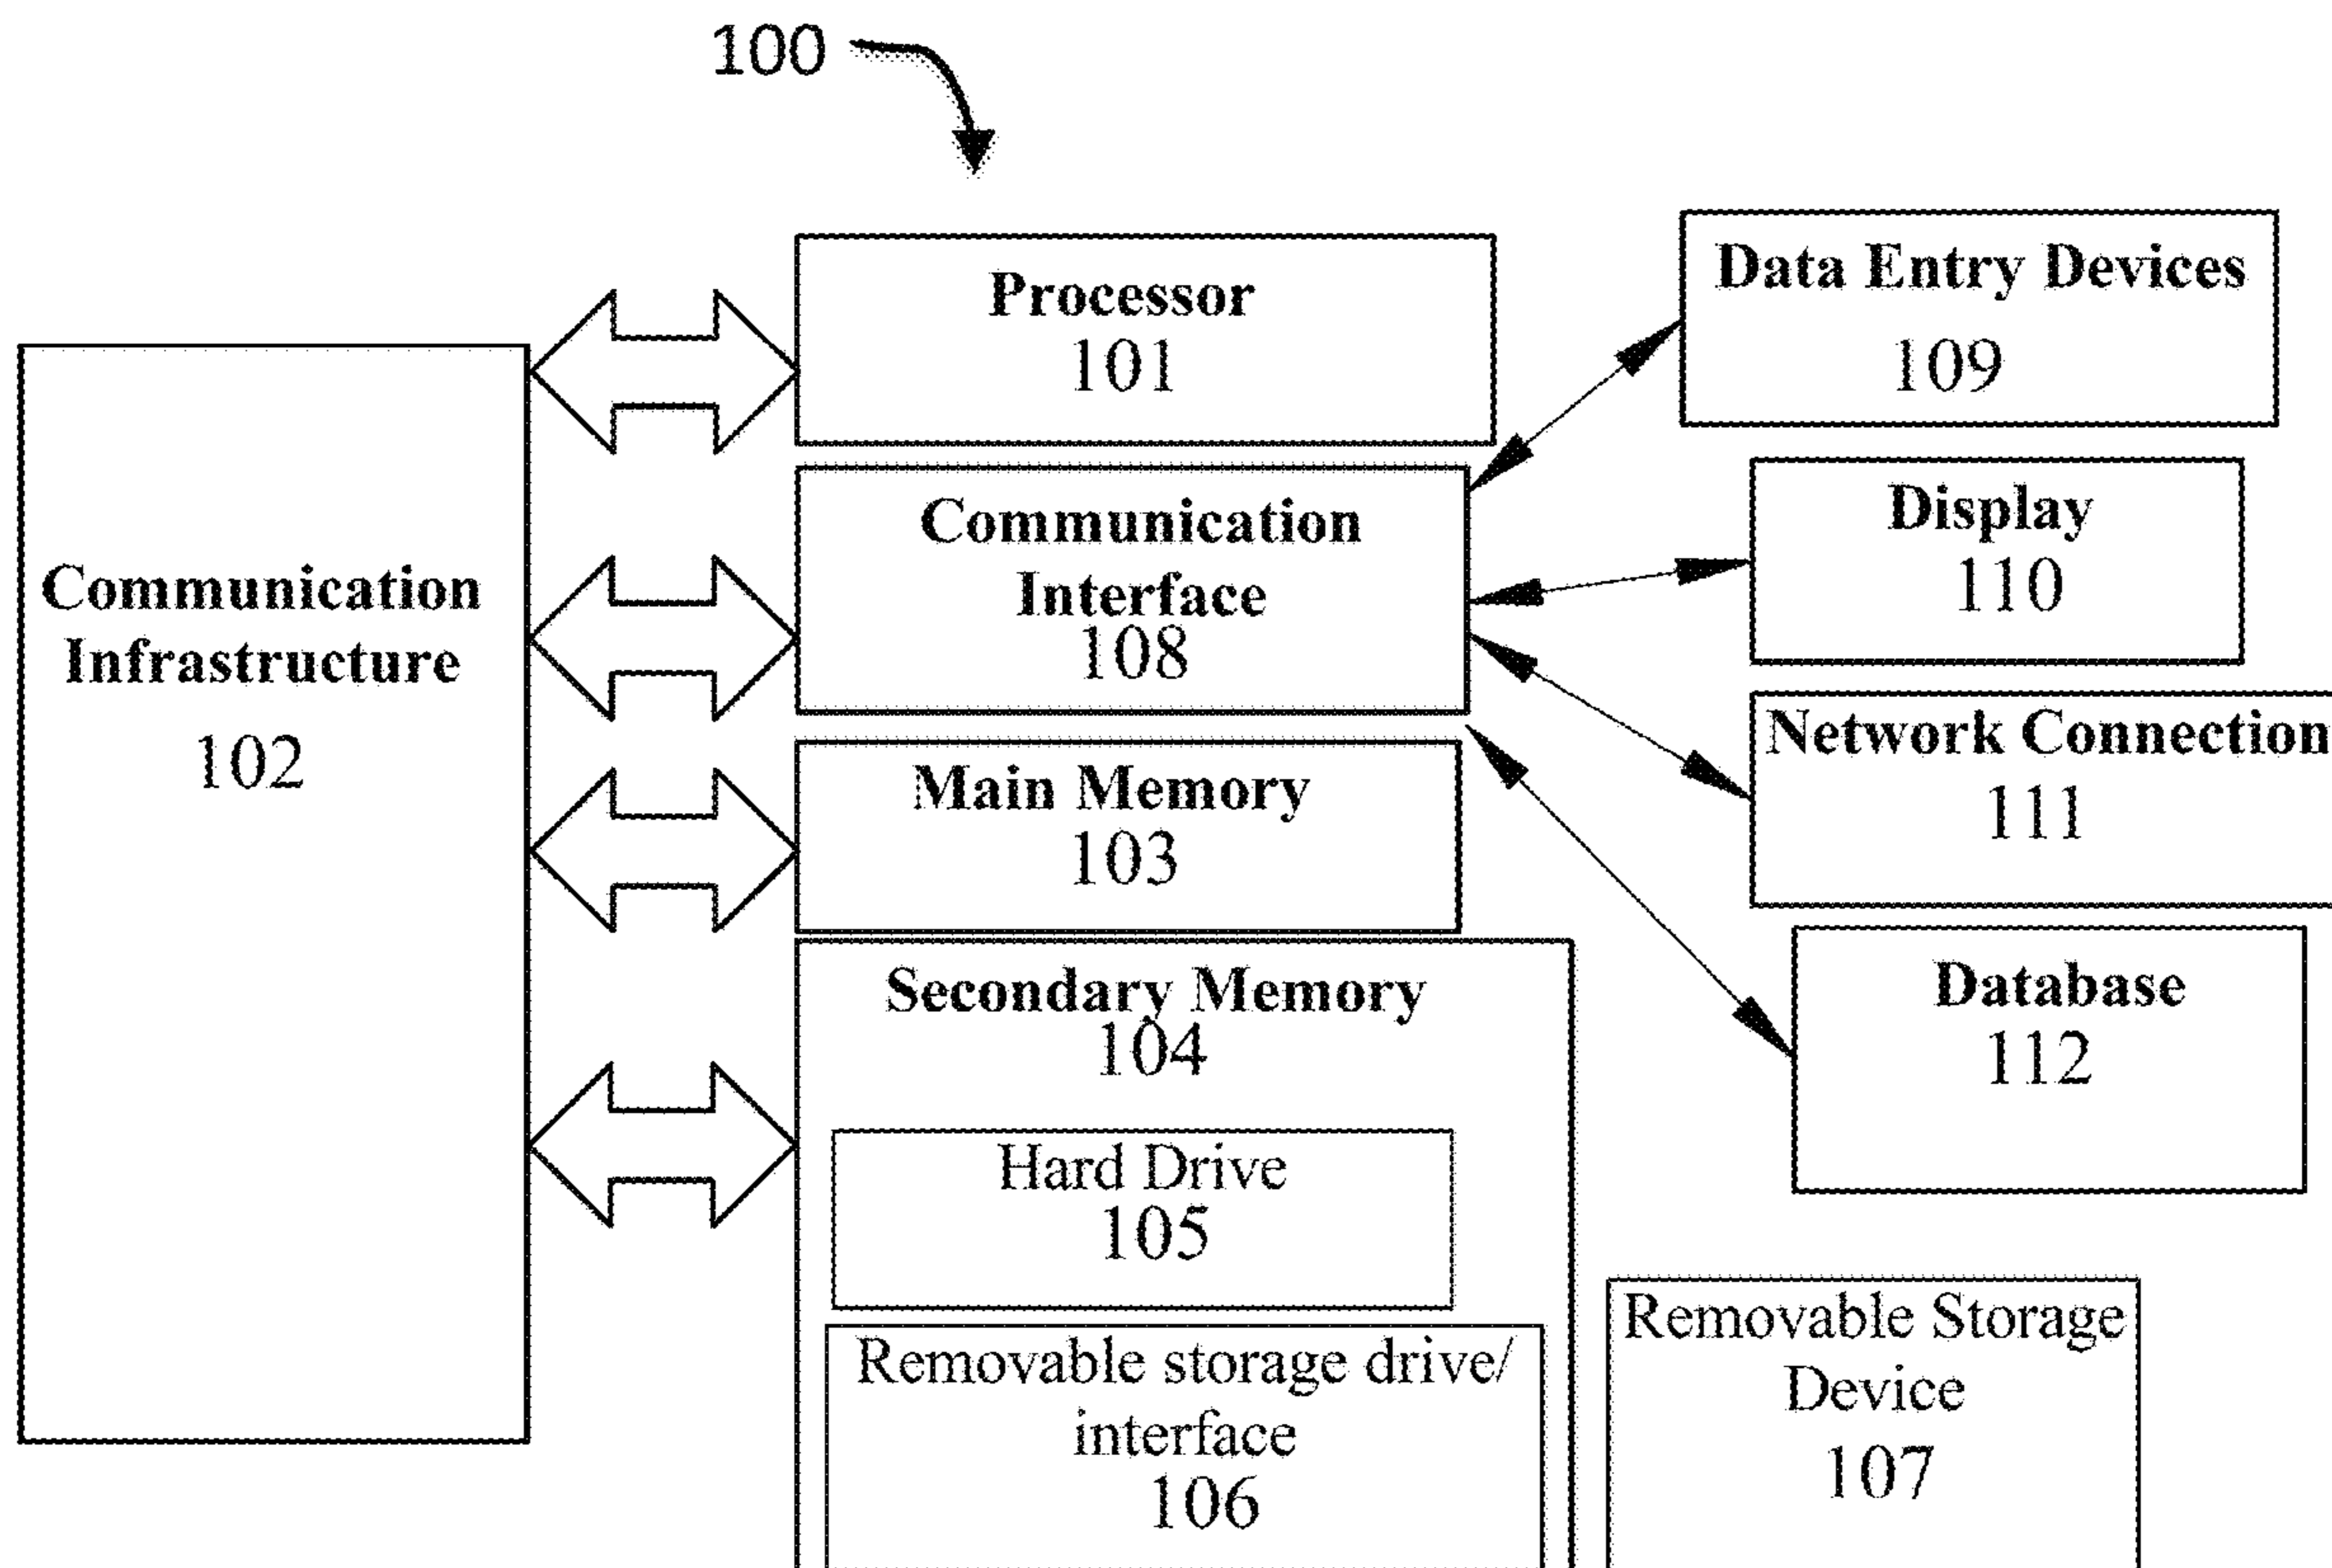 100
Processor
101
Data Entry Devices
109
Communication
Interface
108
Display
110
Communication
Infrastructure
102
Network Connection
111
Main Memory
103
Database
112
Secondary Memory
104
Hard Drive
105
Removable storage drive/
interface
106
Removable Storage
Device
107